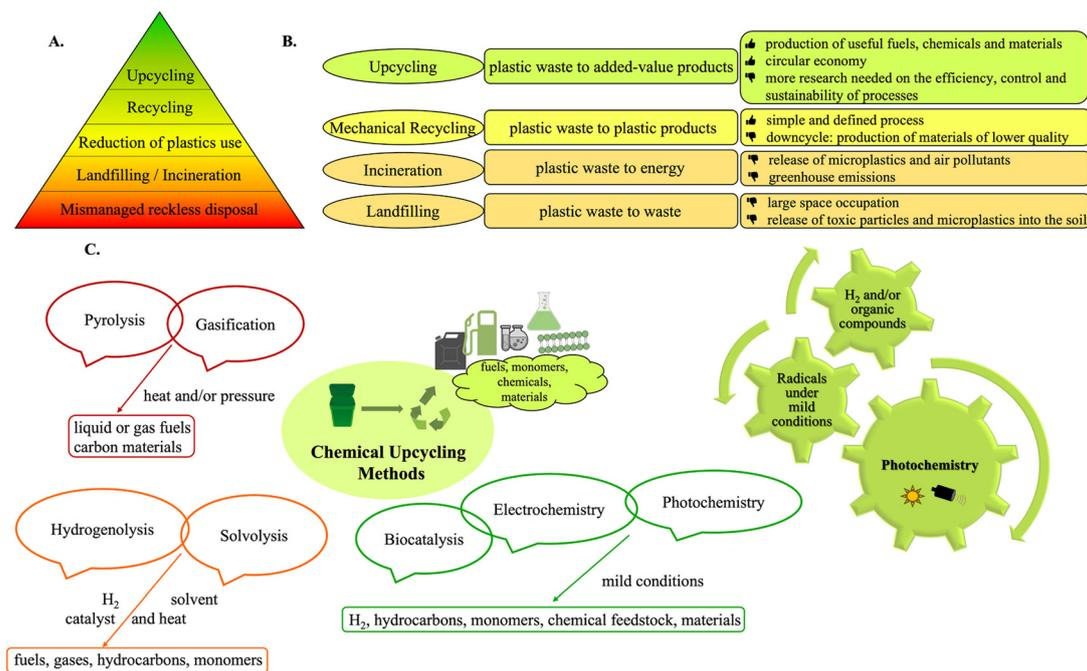 A.
Upcycling
Recycling
Reduction of plastics use
Landfilling / Incineration
Mismanaged reckless disposal
B.
Upcycling
plastic waste to added-value products
production of useful fuels, chemicals and materials
circular economy
more research needed on the efficiency, control and
sustainability of processes
Mechanical Recycling
plastic waste to plastic products
simple and defined process
downcycle: production of materials of lower quality
Incineration
plastic waste to energy
release of microplastics and air pollutants
greenhouse emissions
Landfilling
plastic waste to waste
large space occupation
release of toxic particles and microplastics into the soil
C.
Pyrolysis
Gasification
heat and/or pressure
liquid or gas fuels
carbon materials
fuels, monomers,
chemicals,
materials
Chemical Upcycling
Methods
H₂ and/or
organic
compounds
Radicals
under
mild
conditions
Photochemistry
Hydrogenolysis
Solvolysis
H₂
catalyst
solvent
and heat
fuels, gases, hydrocarbons, monomers
Biocatalysis
Electrochemistry
Photochemistry
mild conditions
H₂, hydrocarbons, monomers, chemical feedstock, materials